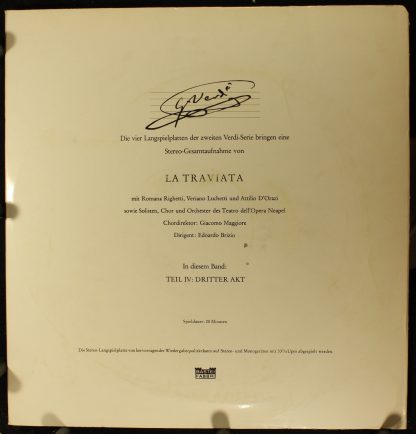 G. Verdi
Die vier Langspielplatten der zweiten Verdi-Serie bringen eine
Stereo-Gesamtaufnahme von
LA TRAVIATA
mit Romana Righetti, Veriano Luchetti und Attilio D'Orazi
sowie Solisten, Chor und Orchester des Teatro dell'Opera Neapel
Chordirektor: Giacomo Maggiore
Dirigent: Edoardo Brizio
In diesem Band:
TEIL IV: DRITTER AKT
Spieldauer: 28 Minuten
Die Stereo-Langspielplatte von hervorragender Wiedergabequalität kann auf Stereo- und Monogeräten mit 33⅓ UpM abgespielt werden.
FABBRI